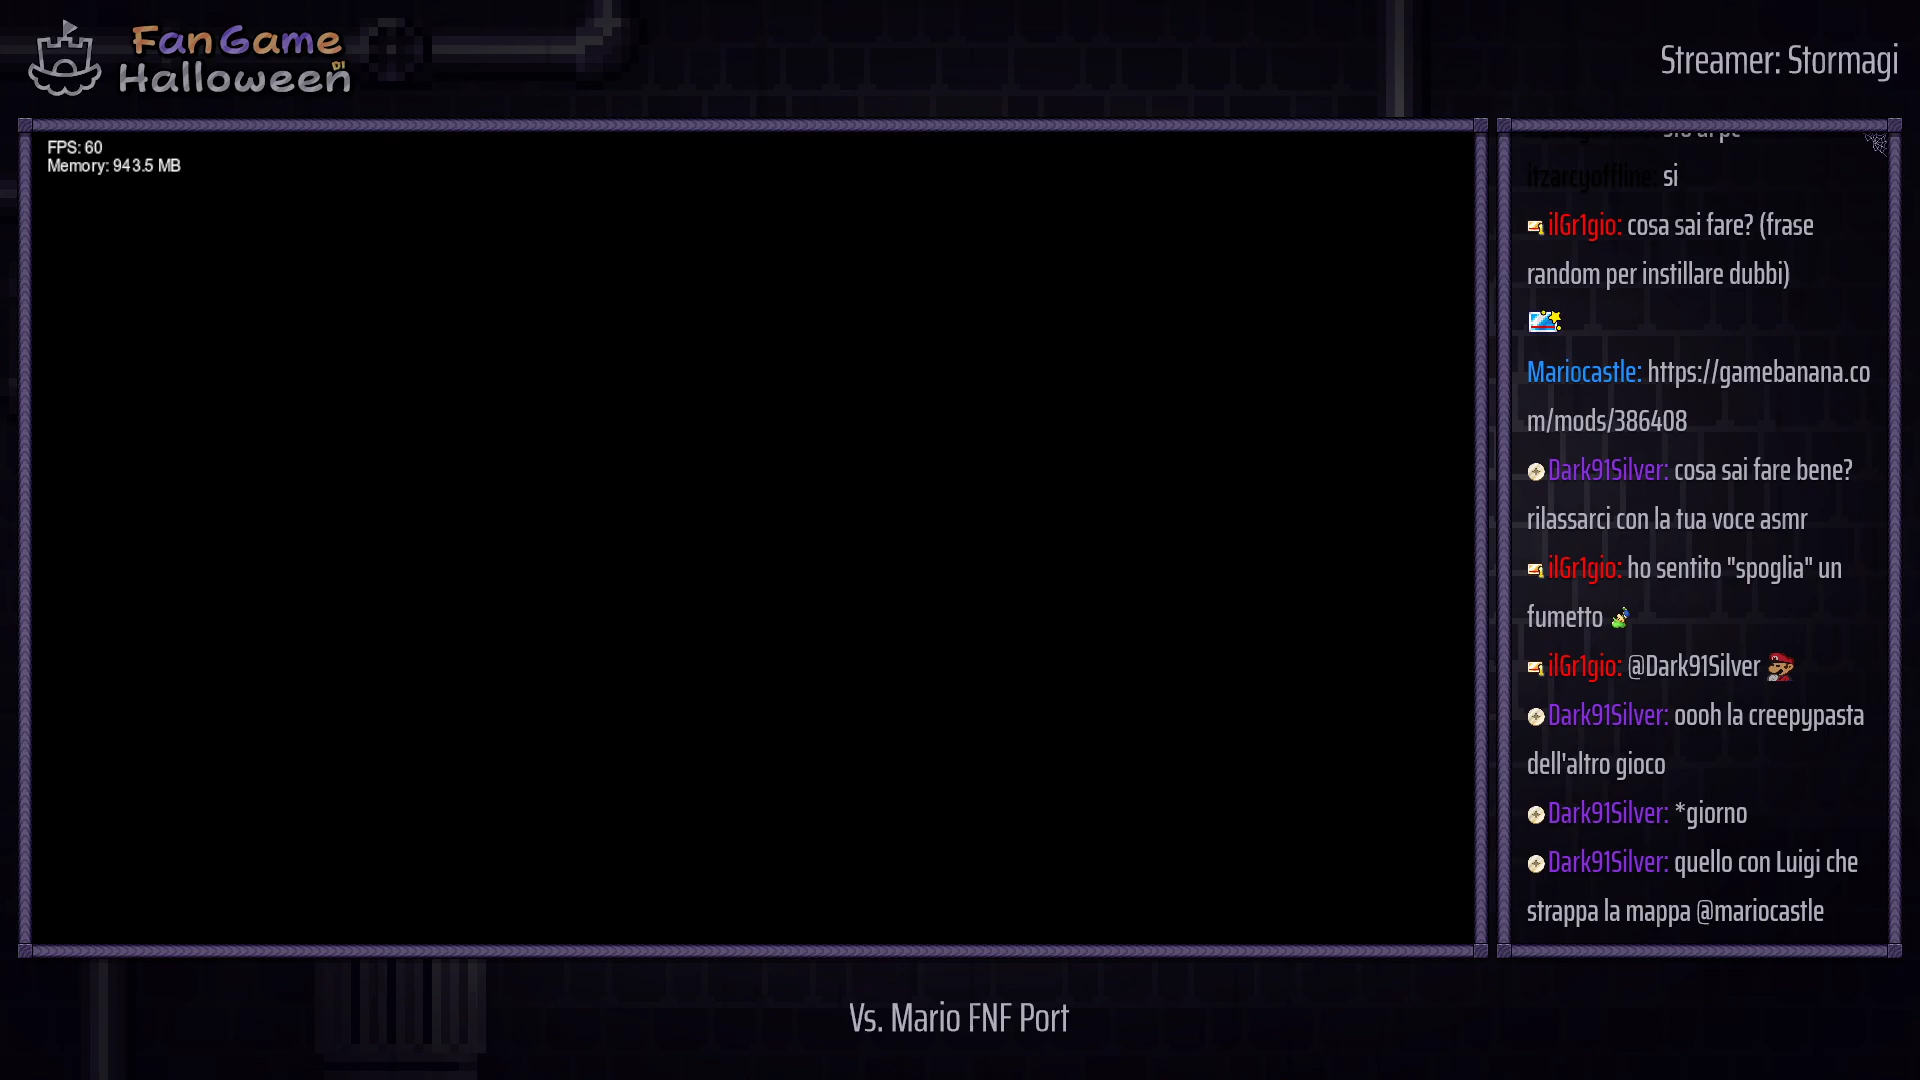 FanGame
DI
Halloween
Streamer: Stormagi
FPS: 60
Memory: 943.5 MB
itzarcyoffline: si
ilGr1gio: cosa sai fare? (frase
random per instillare dubbi)
Mariocastle: https://gamebanana.co
m/mods/386408
Dark91Silver: cosa sai fare bene?
rilassarci con la tua voce asmr
ilGr1gio: ho sentito "spoglia" un
fumetto
ilGr1gio: @Dark91Silver
Dark91Silver: oooh la creepypasta
dell'altro gioco
Dark91Silver: *giorno
Dark91Silver: quello con Luigi che
strappa la mappa @mariocastle
Vs. Mario FNF Port